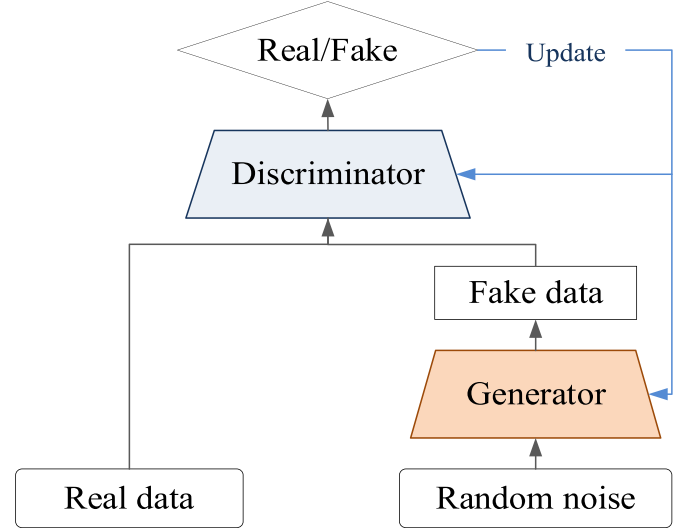 Real/Fake
Update
Discriminator
Fake data
Generator
Real data
Random noise